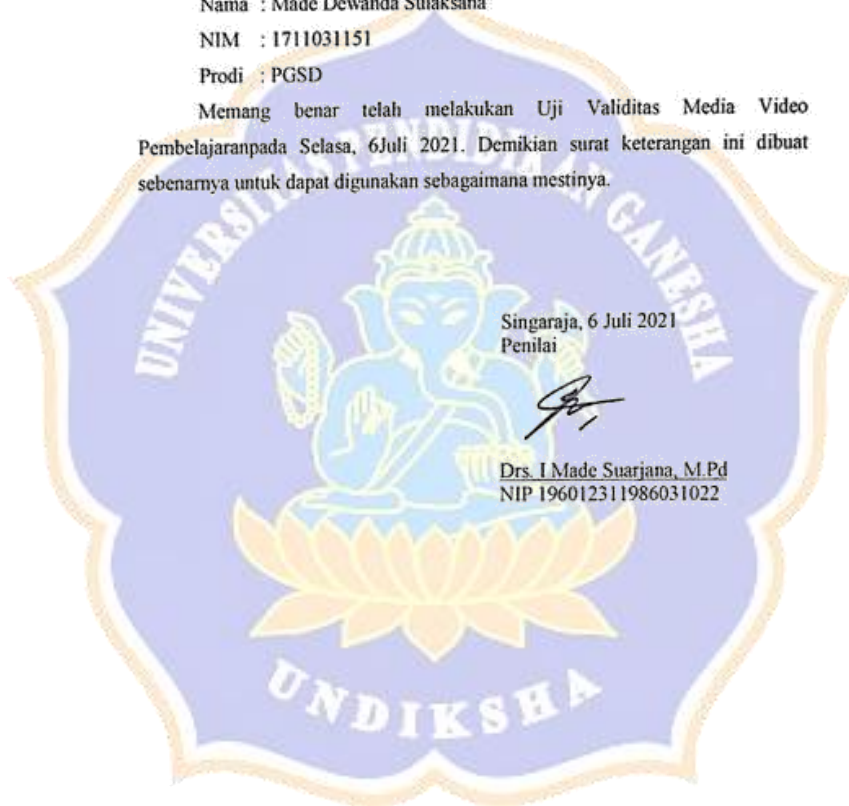 Nama : Made Dewanda Sulaksana
NIM : 1711031151
Prodi : PGSD
Memang benar telah melakukan Uji Validitas Media Video
Pembelajaranpada Selasa, 6Juli 2021. Demikian surat keterangan ini dibuat
sebenarnya untuk dapat digunakan sebagaimana mestinya.
UNIVERSITAS PENDIDIKAN GANESHA
Singaraja, 6 Juli 2021
Penilai
Drs. I Made Suarjana, M.Pd
NIP 196012311986031022
UNDIKSHA